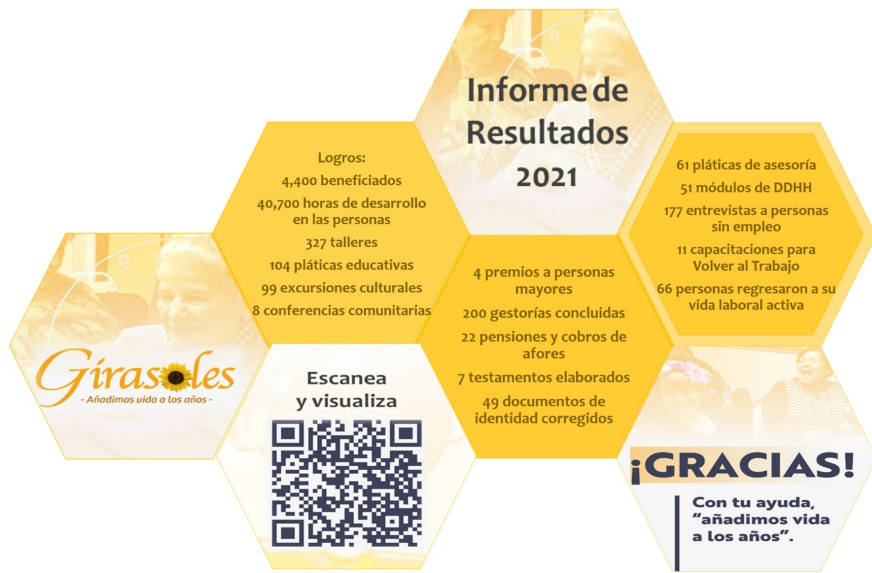 Informe de
Resultados
2021
Logros:
4,400 beneficiados
40,700 horas de desarrollo
en las personas
327 talleres
104 pláticas educativas
99 excursiones culturales
8 conferencias comunitarias
4 premios a personas
mayores
200 gestorías concluidas
22 pensiones y cobros de
afores
7 testamentos elaborados
49 documentos de
identidad corregidos
61 pláticas de asesoría
51 módulos de DDHH
177 entrevistas a personas
sin empleo
11 capacitaciones para
Volver al Trabajo
66 personas regresaron a su
vida laboral activa
Girasoles
- Añadimos vida a los años -
Escanea
y visualiza
¡GRACIAS!
Con tu ayuda,
“añadimos vida
a los años”.